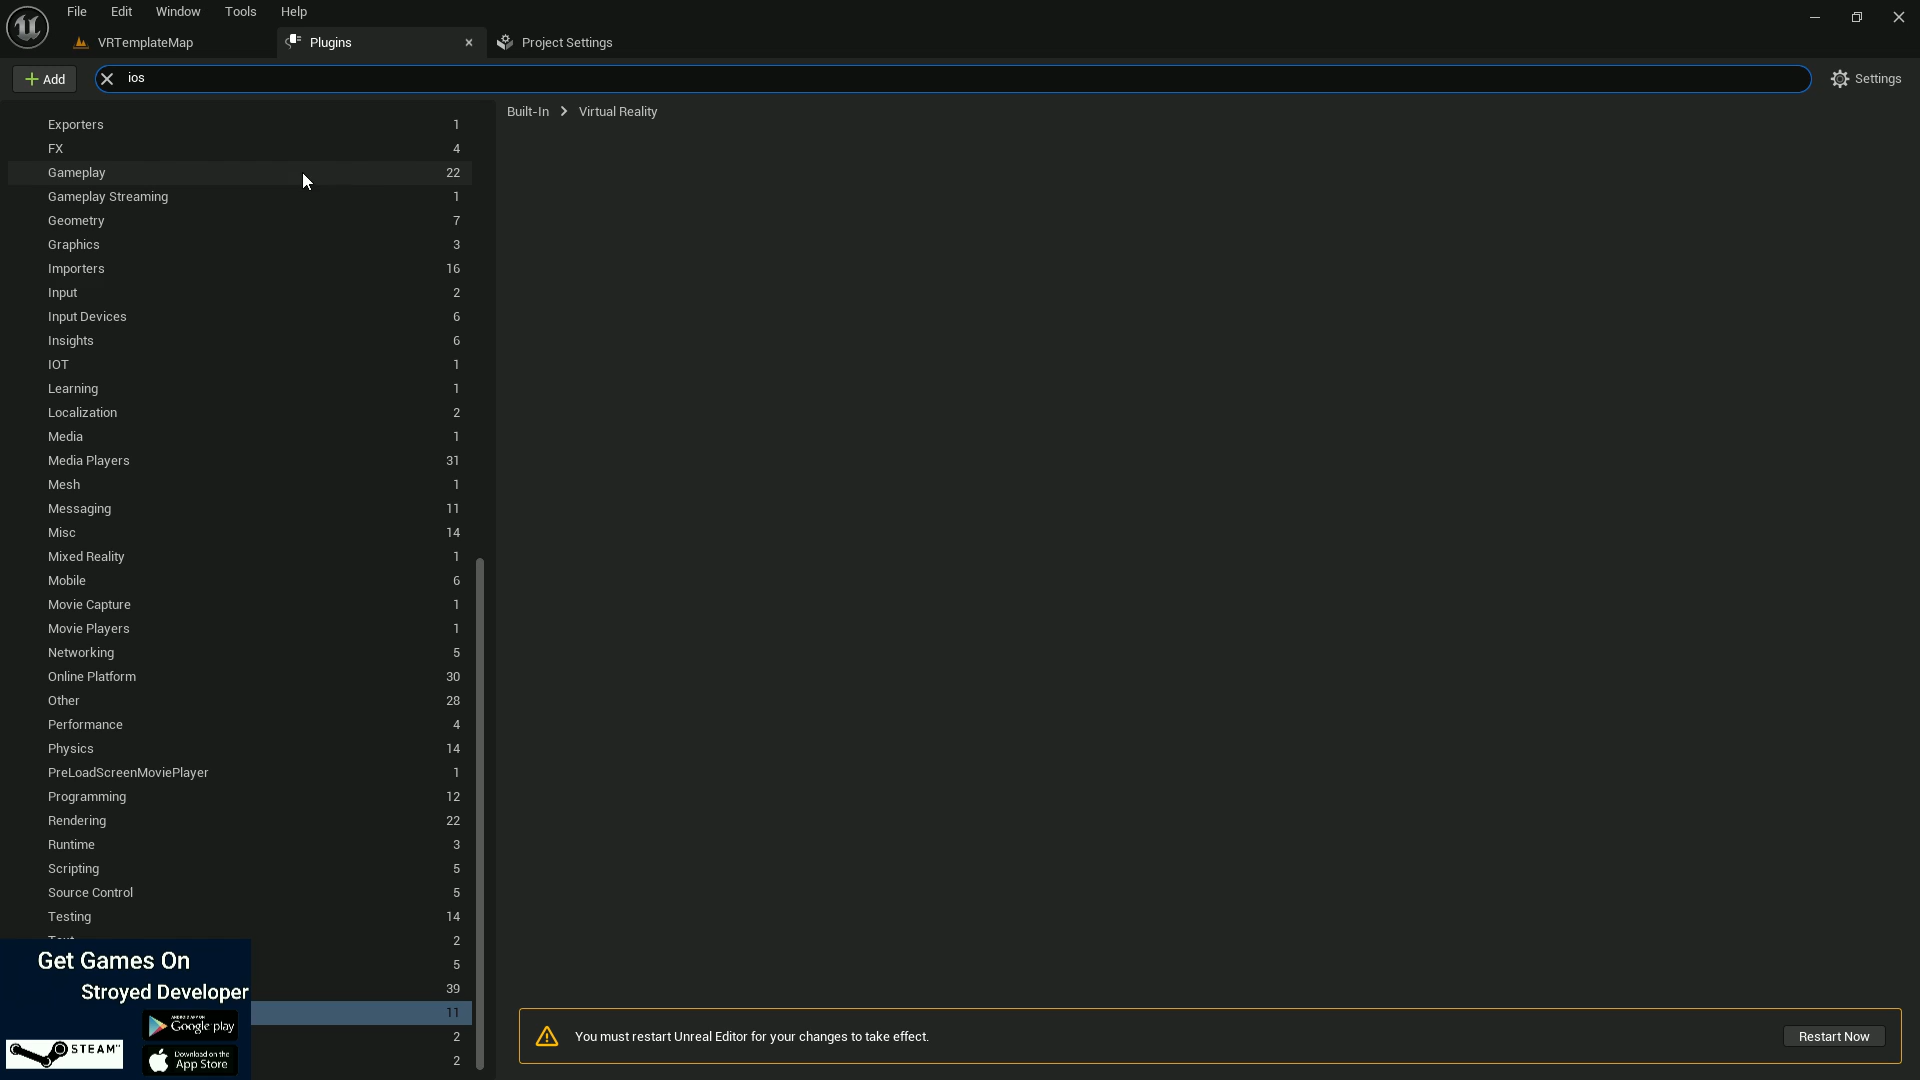 File Edit Window Tools Help
VRTemplateMap Plugins Project Settings
Add ios Settings
Built-In > Virtual Reality
Exporters 1
FX 4
Gameplay 22
Gameplay Streaming 1
Geometry 7
Graphics 3
Importers 16
Input 2
Input Devices 6
Insights 6
IOT 1
Learning 1
Localization 2
Media 1
Media Players 31
Mesh 1
Messaging 11
Misc 14
Mixed Reality 1
Mobile 6
Movie Capture 1
Movie Players 1
Networking 5
Online Platform 30
Other 28
Performance 4
Physics 14
PreLoadScreenMoviePlayer 1
Programming 12
Rendering 22
Runtime 3
Scripting 5
Source Control 5
Testing 14
2
5
39
11
2
2
Get Games On
Stroyed Developer
ANDROID APP ON
Google play
STEAM
Download on the
App Store
You must restart Unreal Editor for your changes to take effect. Restart Now